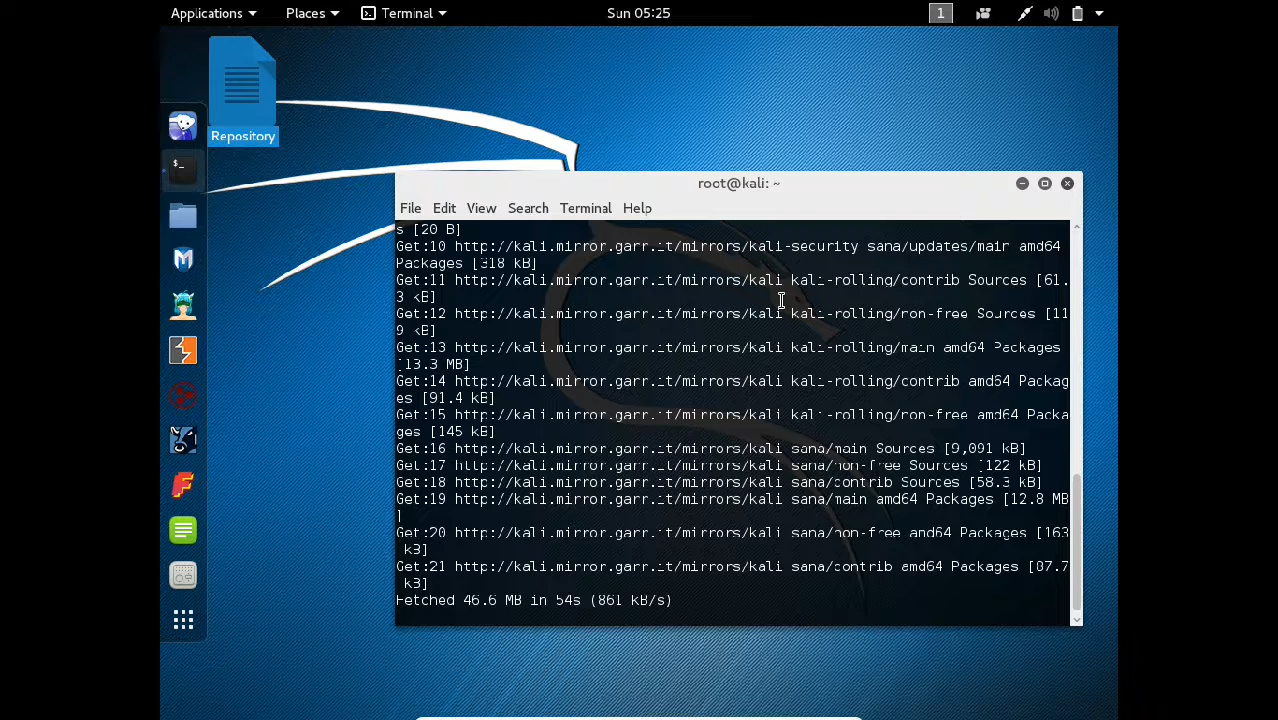 Applications
Places
Terminal
Sun 05:25
1
Repository
$_
root@kali: ~
File Edit View Search Terminal Help
s [20 B]
Get:10 http://kali.mirror.garr.it/mirrors/kali-security sana/updates/main amd64
Packages [318 kB]
Get:11 http://kali.mirror.garr.it/mirrors/kali kali-rolling/contrib Sources [61.
3 kB]
Get:12 http://kali.mirror.garr.it/mirrors/kali kali-rolling/non-free Sources [11
9 kB]
Get:13 http://kali.mirror.garr.it/mirrors/kali kali-rolling/main amd64 Packages
[13.3 MB]
Get:14 http://kali.mirror.garr.it/mirrors/kali kali-rolling/contrib amd64 Packag
es [91.4 kB]
Get:15 http://kali.mirror.garr.it/mirrors/kali kali-rolling/non-free amd64 Packa
ges [145 kB]
Get:16 http://kali.mirror.garr.it/mirrors/kali sana/main Sources [9,091 kB]
Get:17 http://kali.mirror.garr.it/mirrors/kali sana/non-free Sources [122 kB]
Get:18 http://kali.mirror.garr.it/mirrors/kali sana/contrib Sources [58.3 kB]
Get:19 http://kali.mirror.garr.it/mirrors/kali sana/main amd64 Packages [12.8 MB
]
Get:20 http://kali.mirror.garr.it/mirrors/kali sana/non-free amd64 Packages [163
kB]
Get:21 http://kali.mirror.garr.it/mirrors/kali sana/contrib amd64 Packages [87.7
kB]
Fetched 46.6 MB in 54s (861 kB/s)